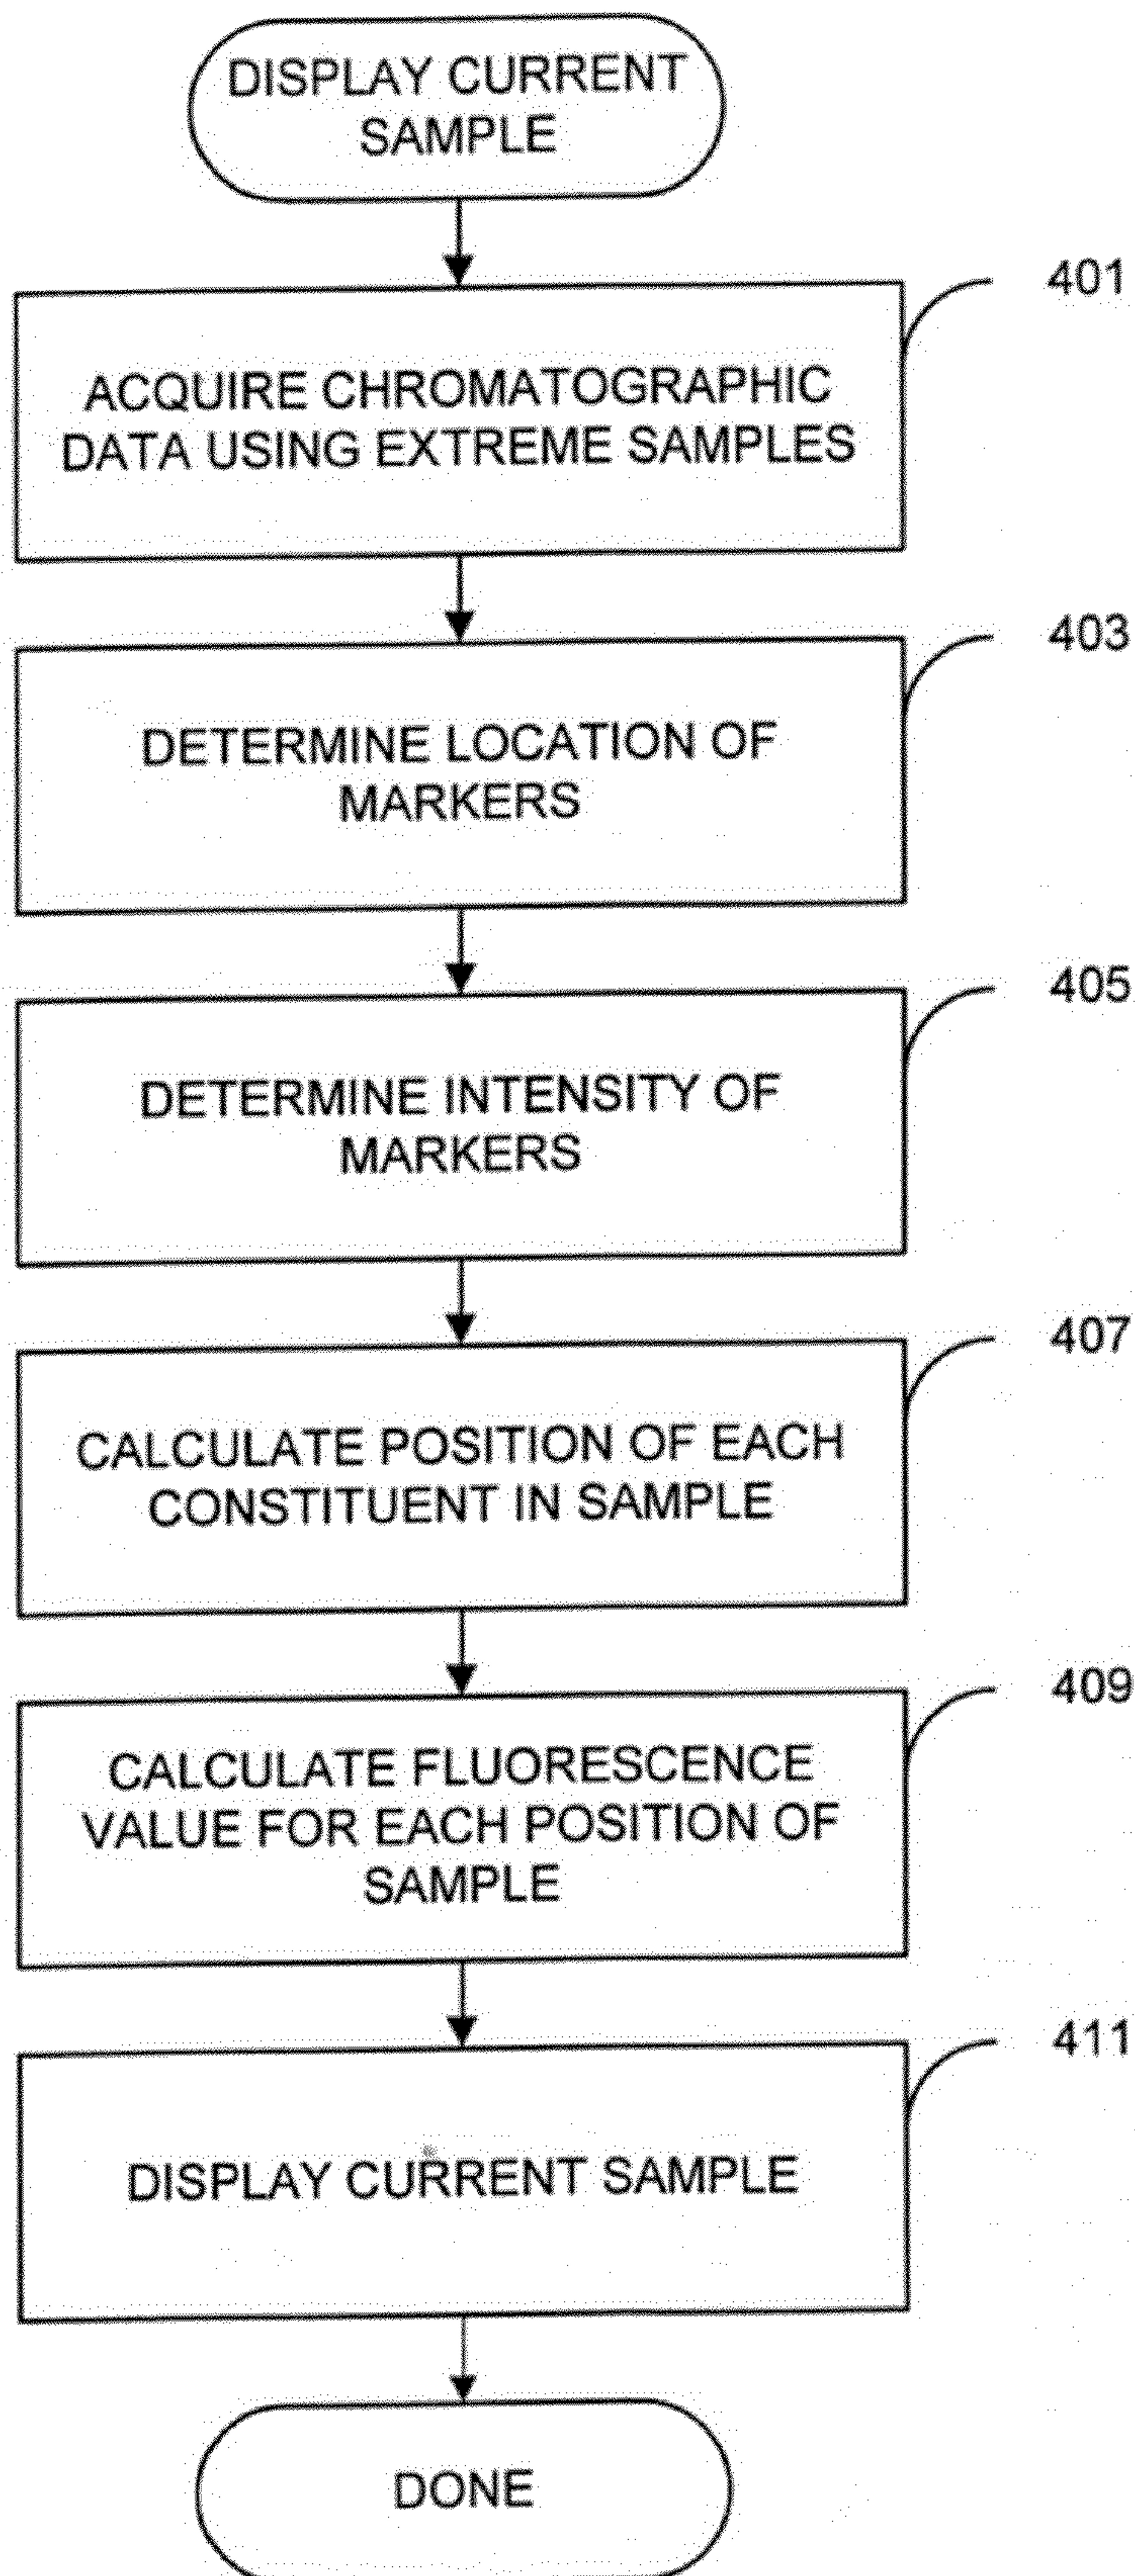 DISPLAY CURRENT
SAMPLE
401
ACQUIRE CHROMATOGRAPHIC
DATA USING EXTREME SAMPLES
403
DETERMINE LOCATION OF
MARKERS
405
DETERMINE INTENSITY OF
MARKERS
407
CALCULATE POSITION OF EACH
CONSTITUENT IN SAMPLE
409
CALCULATE FLUORESCENCE
VALUE FOR EACH POSITION OF
SAMPLE
411
DISPLAY CURRENT SAMPLE
DONE